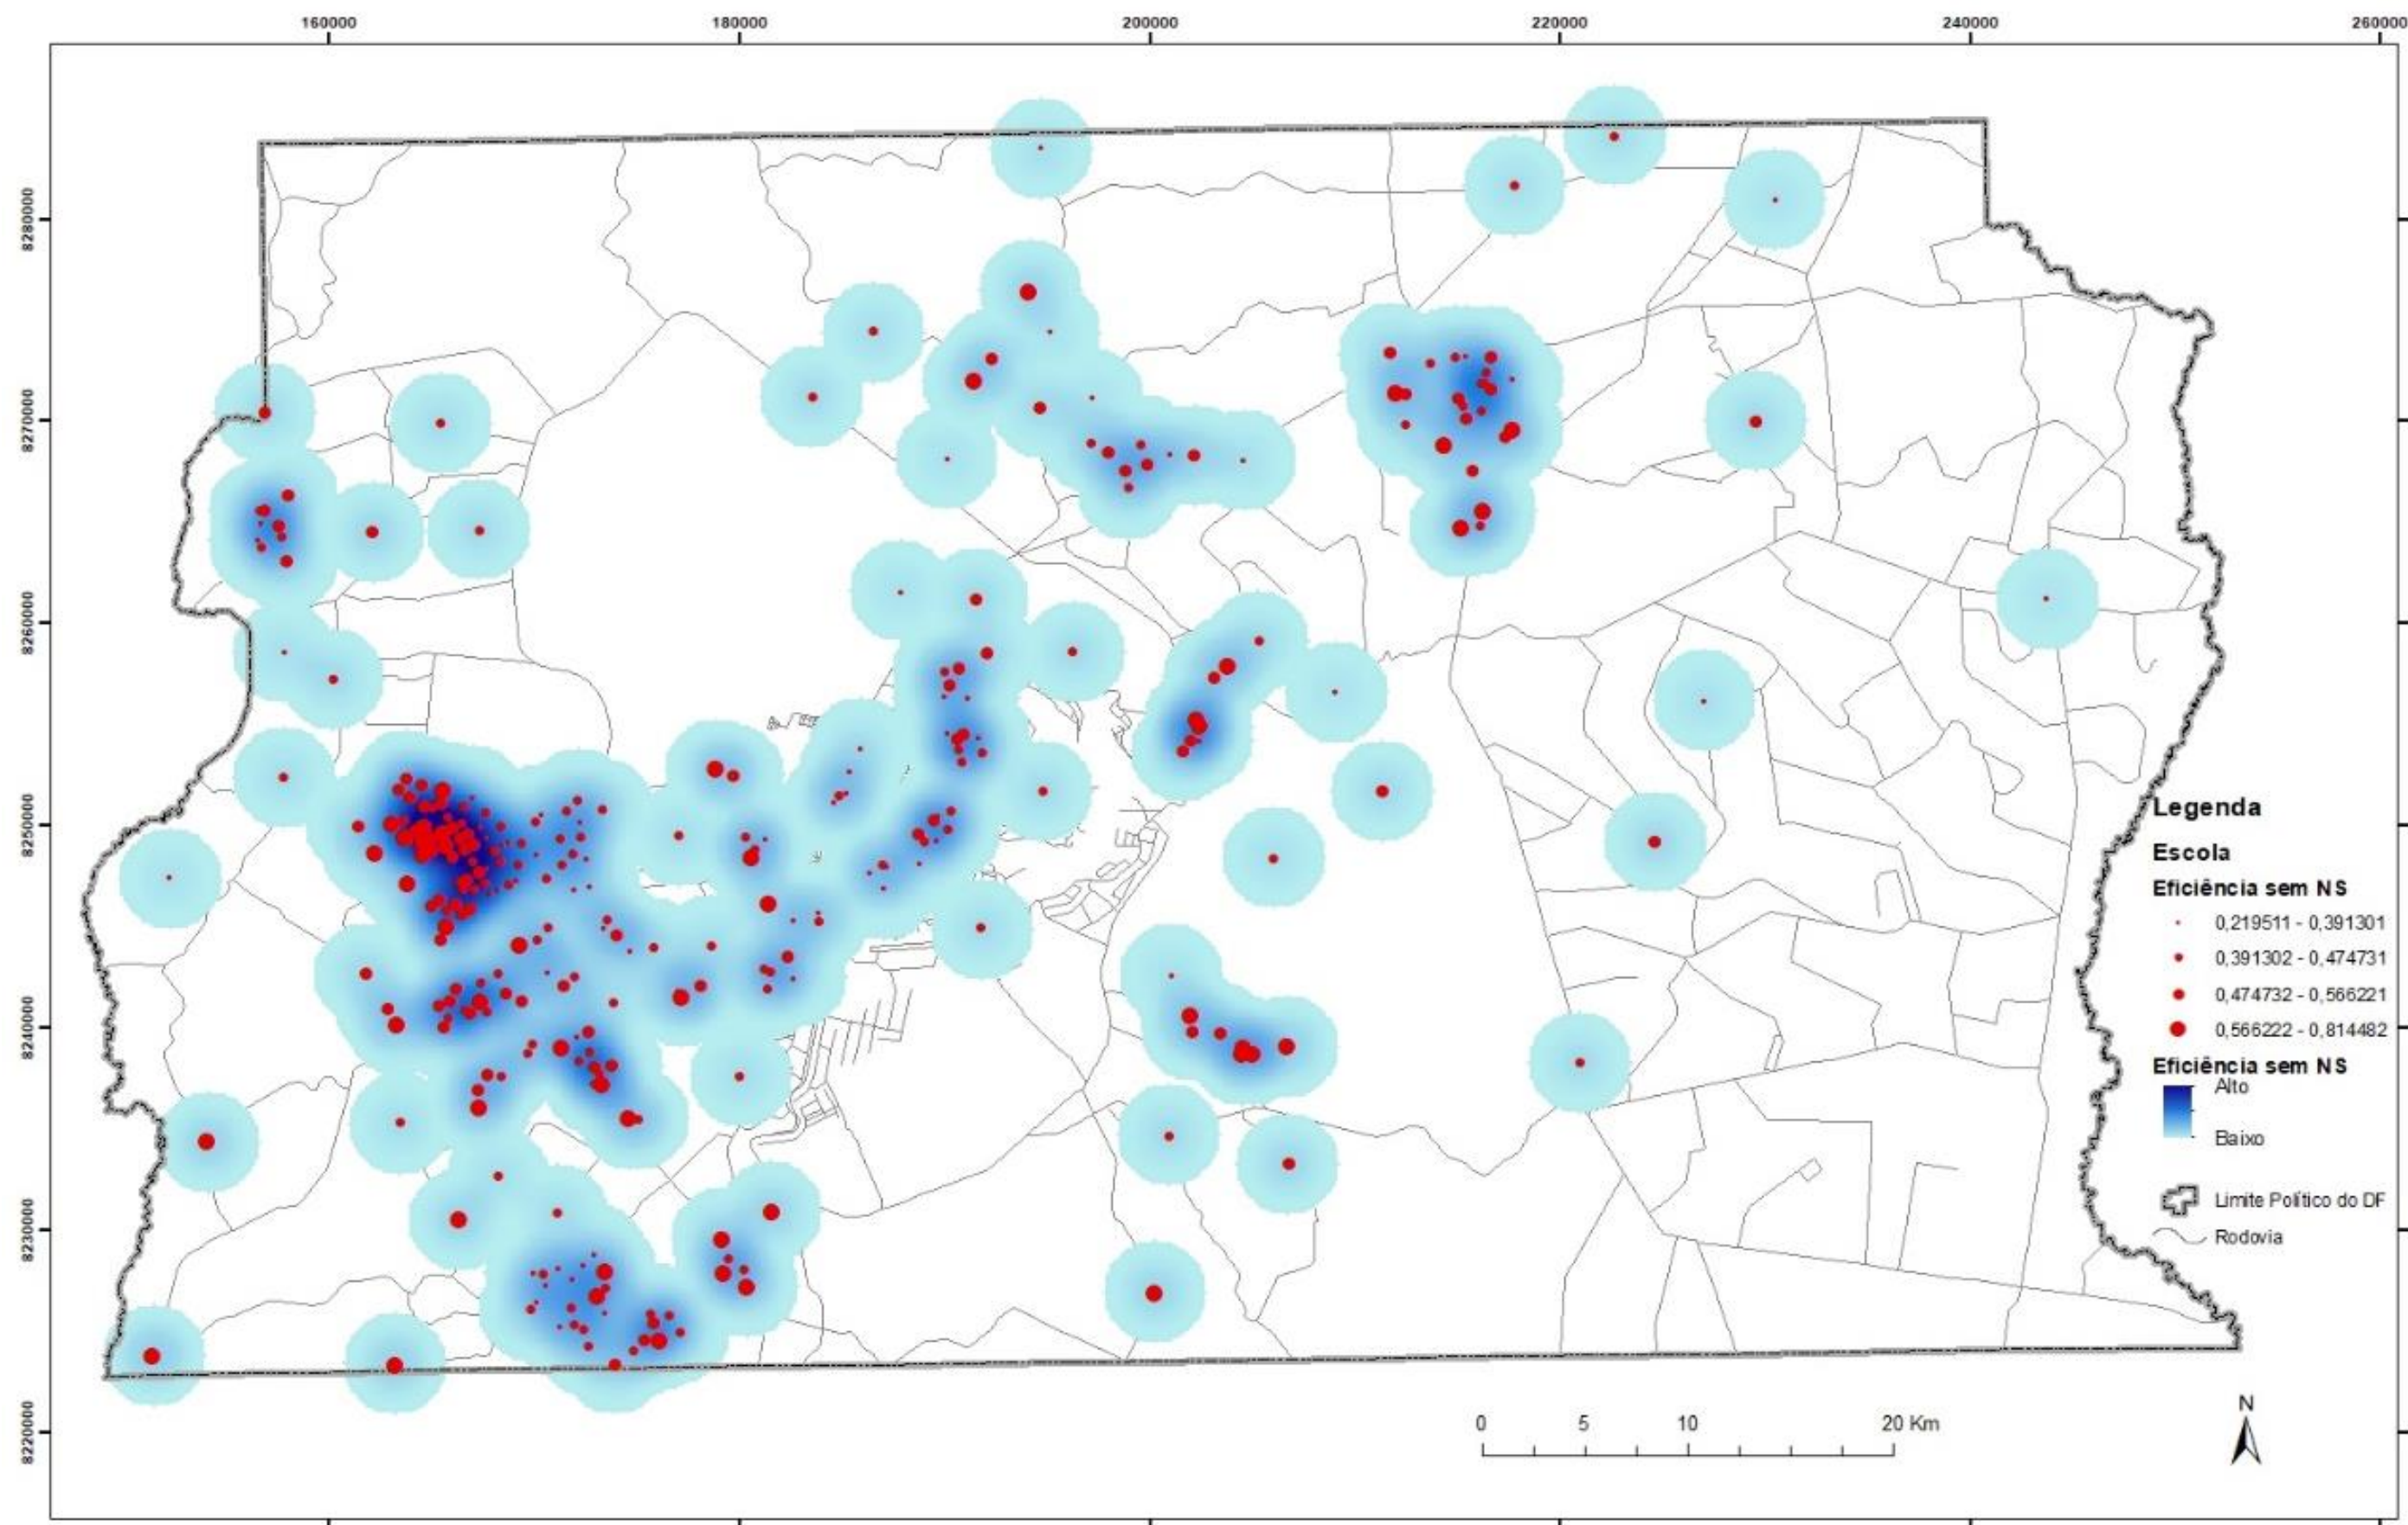 160000 180000 200000 220000 240000 260000
8280000
8270000
8260000
8250000
8240000
8230000
8220000
Legenda
Escola
Eficiência sem NS
0,219511 - 0,391301
0,391302 - 0,474731
0,474732 - 0,566221
0,566222 - 0,814482
Eficiência sem NS
Alto
Baixo
Limite Político do DF
Rodovia
0 5 10 20 Km
N